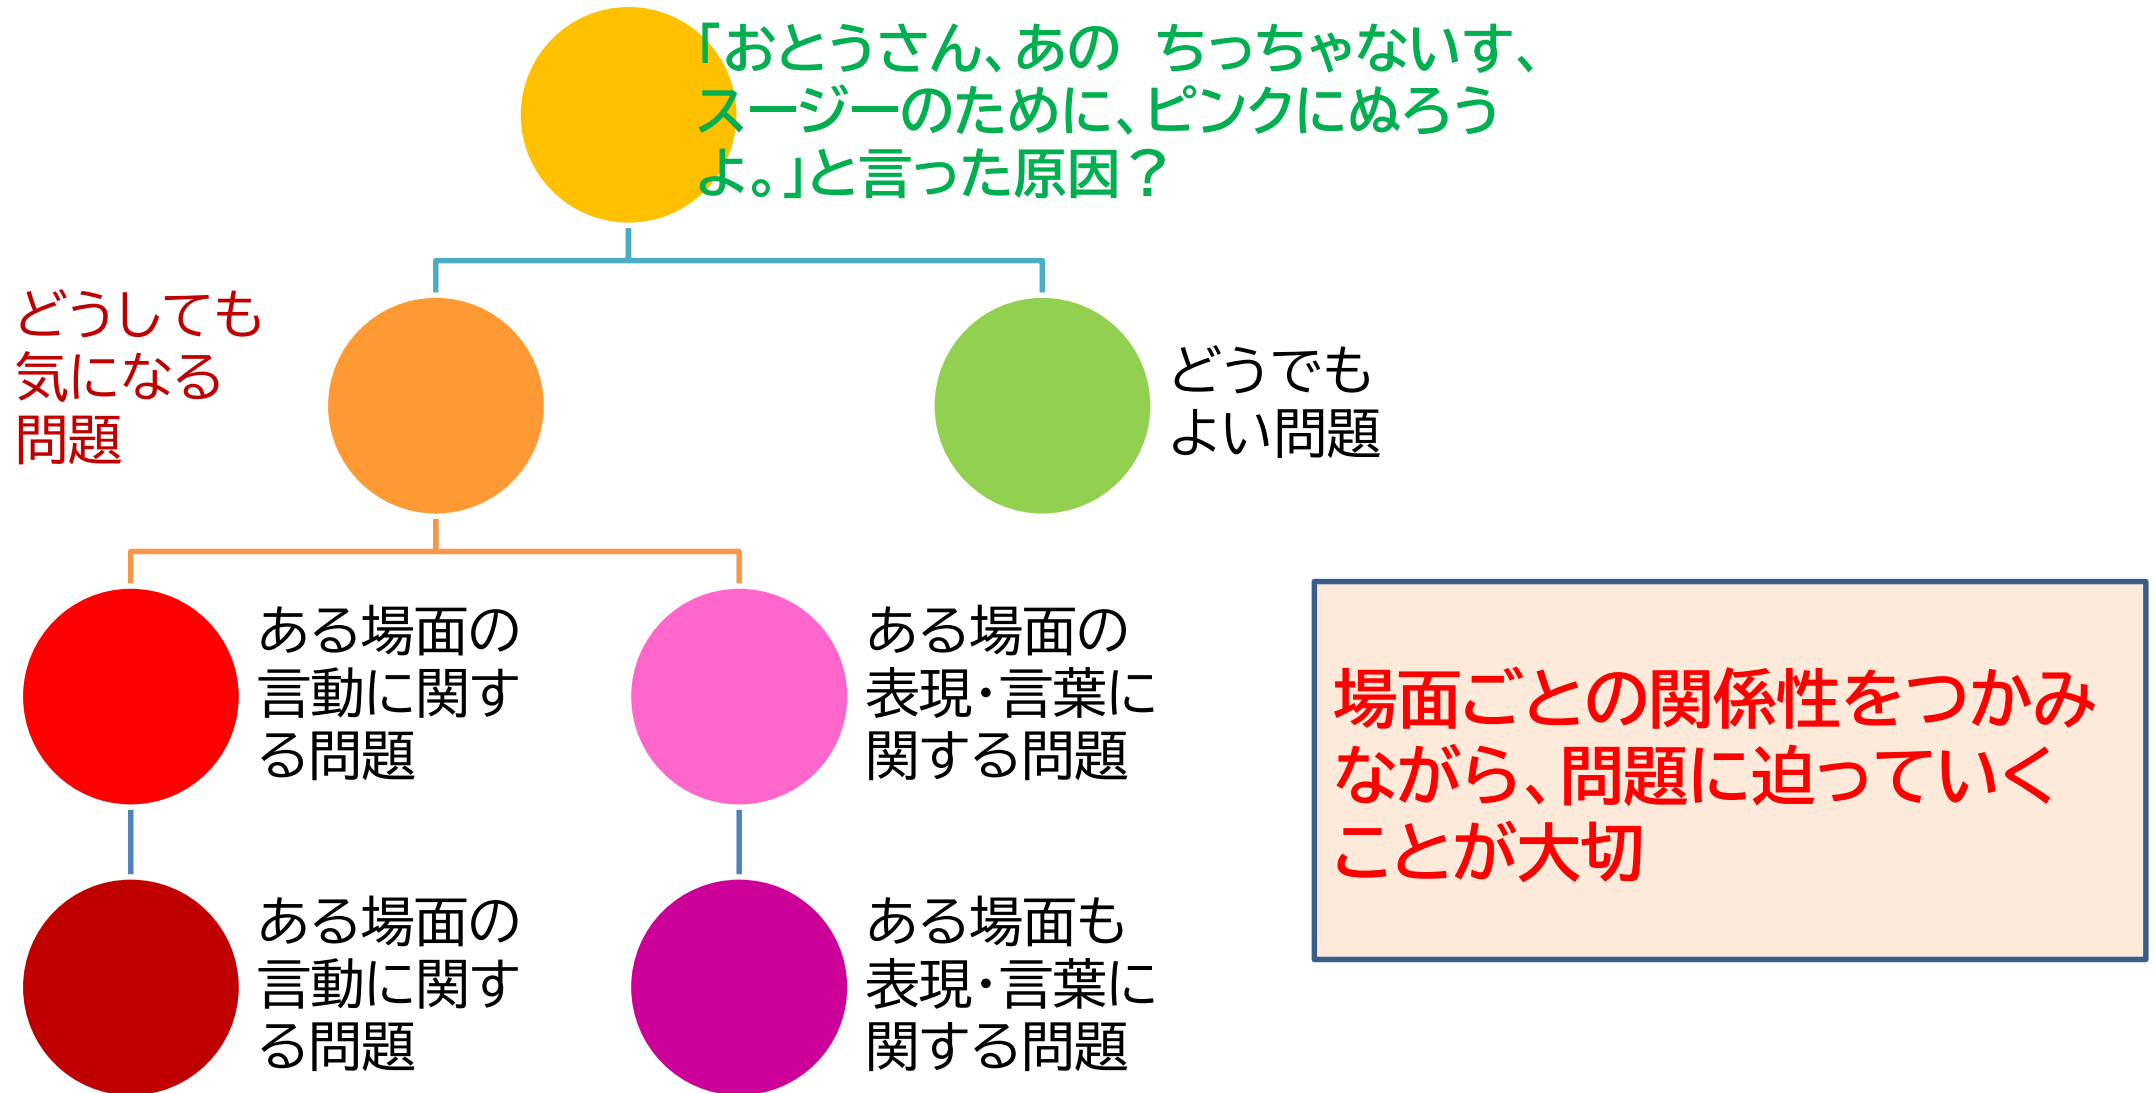 「おとうさん、あの　ちっちゃないす、
スージーのために、ピンクにぬろう
よ。」と言った原因？
どうしても
気になる
問題
どうでも
よい問題
ある場面の
言動に関す
る問題
ある場面の
表現・言葉に
関する問題
場面ごとの関係性をつかみ
ながら、問題に迫っていく
ことが大切
ある場面の
言動に関す
る問題
ある場面も
表現・言葉に
関する問題